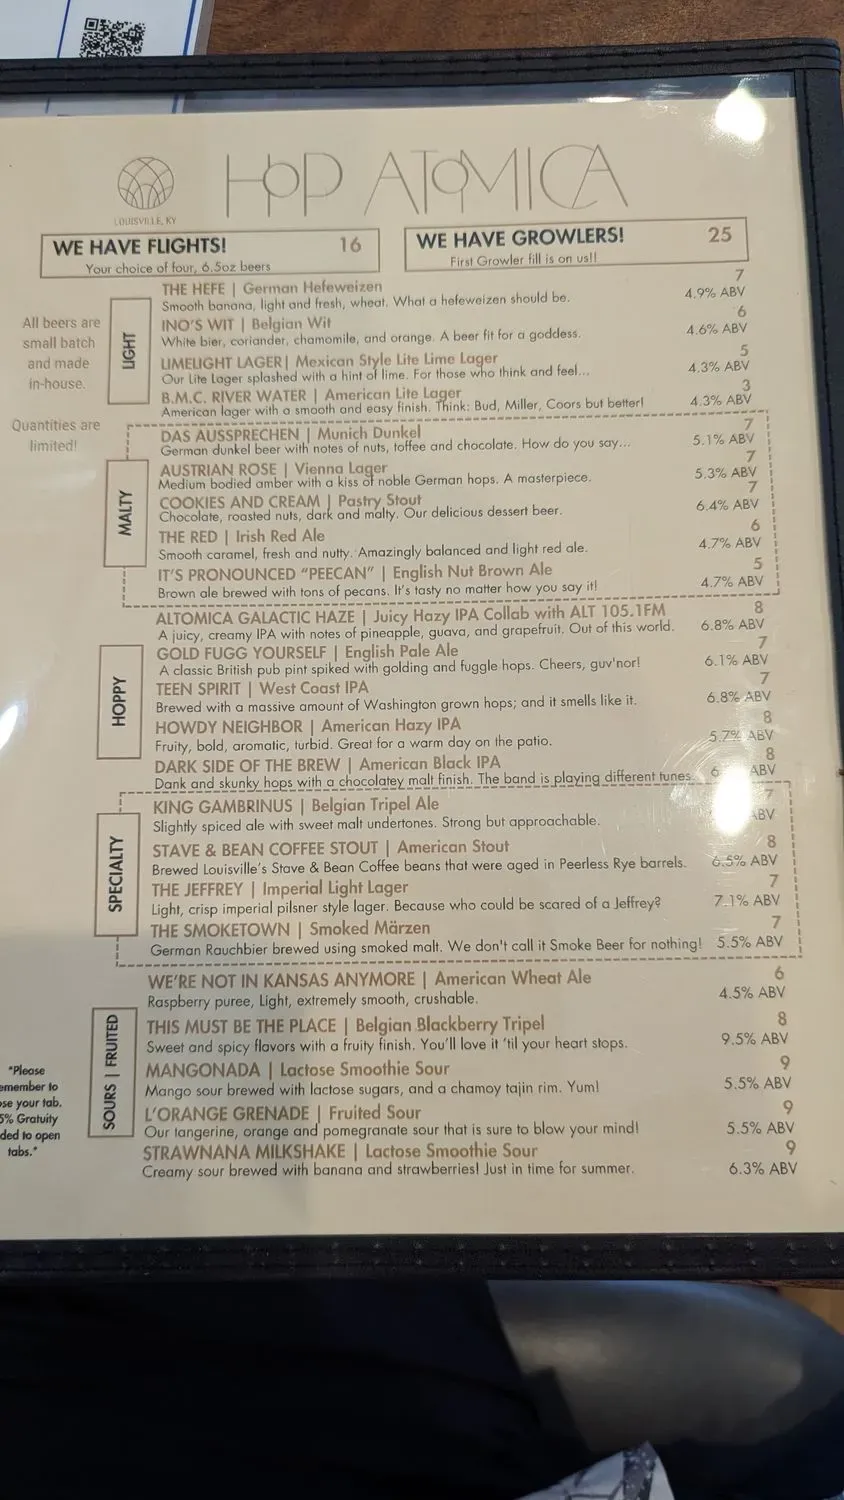 HOP ATOMICA
LOUISVILLE, KY
WE HAVE FLIGHTS! 16
Your choice of four, 6.5oz beers
WE HAVE GROWLERS! 25
First Growler fill is on us!!
All beers are
small batch
and made
in-house.
Quantities are
limited!
LIGHT
THE HEFE | German Hefeweizen 7
Smooth banana, light and fresh, wheat. What a hefeweizen should be. 4.9% ABV
INO'S WIT | Belgian Wit 6
White bier, coriander, chamomile, and orange. A beer fit for a goddess. 4.6% ABV
LIMELIGHT LAGER| Mexican Style Lite Lime Lager 5
Our Lite Lager splashed with a hint of lime. For those who think and feel... 4.3% ABV
B.M.C. RIVER WATER | American Lite Lager 3
American lager with a smooth and easy finish. Think: Bud, Miller, Coors but better! 4.3% ABV
MALTY
DAS AUSSPRECHEN | Munich Dunkel 7
German dunkel beer with notes of nuts, toffee and chocolate. How do you say... 5.1% ABV
AUSTRIAN ROSE | Vienna Lager 7
Medium bodied amber with a kiss of noble German hops. A masterpiece. 5.3% ABV
COOKIES AND CREAM | Pastry Stout 7
Chocolate, roasted nuts, dark and malty. Our delicious dessert beer. 6.4% ABV
THE RED | Irish Red Ale 6
Smooth caramel, fresh and nutty. Amazingly balanced and light red ale. 4.7% ABV
IT'S PRONOUNCED "PEECAN" | English Nut Brown Ale 5
Brown ale brewed with tons of pecans. It's tasty no matter how you say it! 4.7% ABV
HOPPY
ALTOMICA GALACTIC HAZE | Juicy Hazy IPA Collab with ALT 105.1FM 8
A juicy, creamy IPA with notes of pineapple, guava, and grapefruit. Out of this world. 6.8% ABV
GOLD FUGG YOURSELF | English Pale Ale 7
A classic British pub pint spiked with golding and fuggle hops. Cheers, guv'nor! 6.1% ABV
TEEN SPIRIT | West Coast IPA 7
Brewed with a massive amount of Washington grown hops; and it smells like it. 6.8% ABV
HOWDY NEIGHBOR | American Hazy IPA 8
Fruity, bold, aromatic, turbid. Great for a warm day on the patio. 5.7% ABV
DARK SIDE OF THE BREW | American Black IPA 8
Dank and skunky hops with a chocolatey malt finish. The band is playing different tunes. ABV
SPECIALTY
KING GAMBRINUS | Belgian Tripel Ale 7
Slightly spiced ale with sweet malt undertones. Strong but approachable. ABV
STAVE & BEAN COFFEE STOUT | American Stout 8
Brewed Louisville's Stave & Bean Coffee beans that were aged in Peerless Rye barrels. 6.5% ABV
THE JEFFREY | Imperial Light Lager 7
Light, crisp imperial pilsner style lager. Because who could be scared of a Jeffrey? 7.1% ABV
THE SMOKETOWN | Smoked Märzen 7
German Rauchbier brewed using smoked malt. We don't call it Smoke Beer for nothing! 5.5% ABV
SOURS | FRUITED
WE'RE NOT IN KANSAS ANYMORE | American Wheat Ale 6
Raspberry puree, Light, extremely smooth, crushable. 4.5% ABV
THIS MUST BE THE PLACE | Belgian Blackberry Tripel 8
Sweet and spicy flavors with a fruity finish. You'll love it 'til your heart stops. 9.5% ABV
MANGONADA | Lactose Smoothie Sour 9
Mango sour brewed with lactose sugars, and a chamoy tajin rim. Yum! 5.5% ABV
L'ORANGE GRENADE | Fruited Sour 9
Our tangerine, orange and pomegranate sour that is sure to blow your mind! 5.5% ABV
STRAWNANA MILKSHAKE | Lactose Smoothie Sour 9
Creamy sour brewed with banana and strawberries! Just in time for summer. 6.3% ABV
"Please
emember to
se your tab.
5% Gratuity
ded to open
tabs."